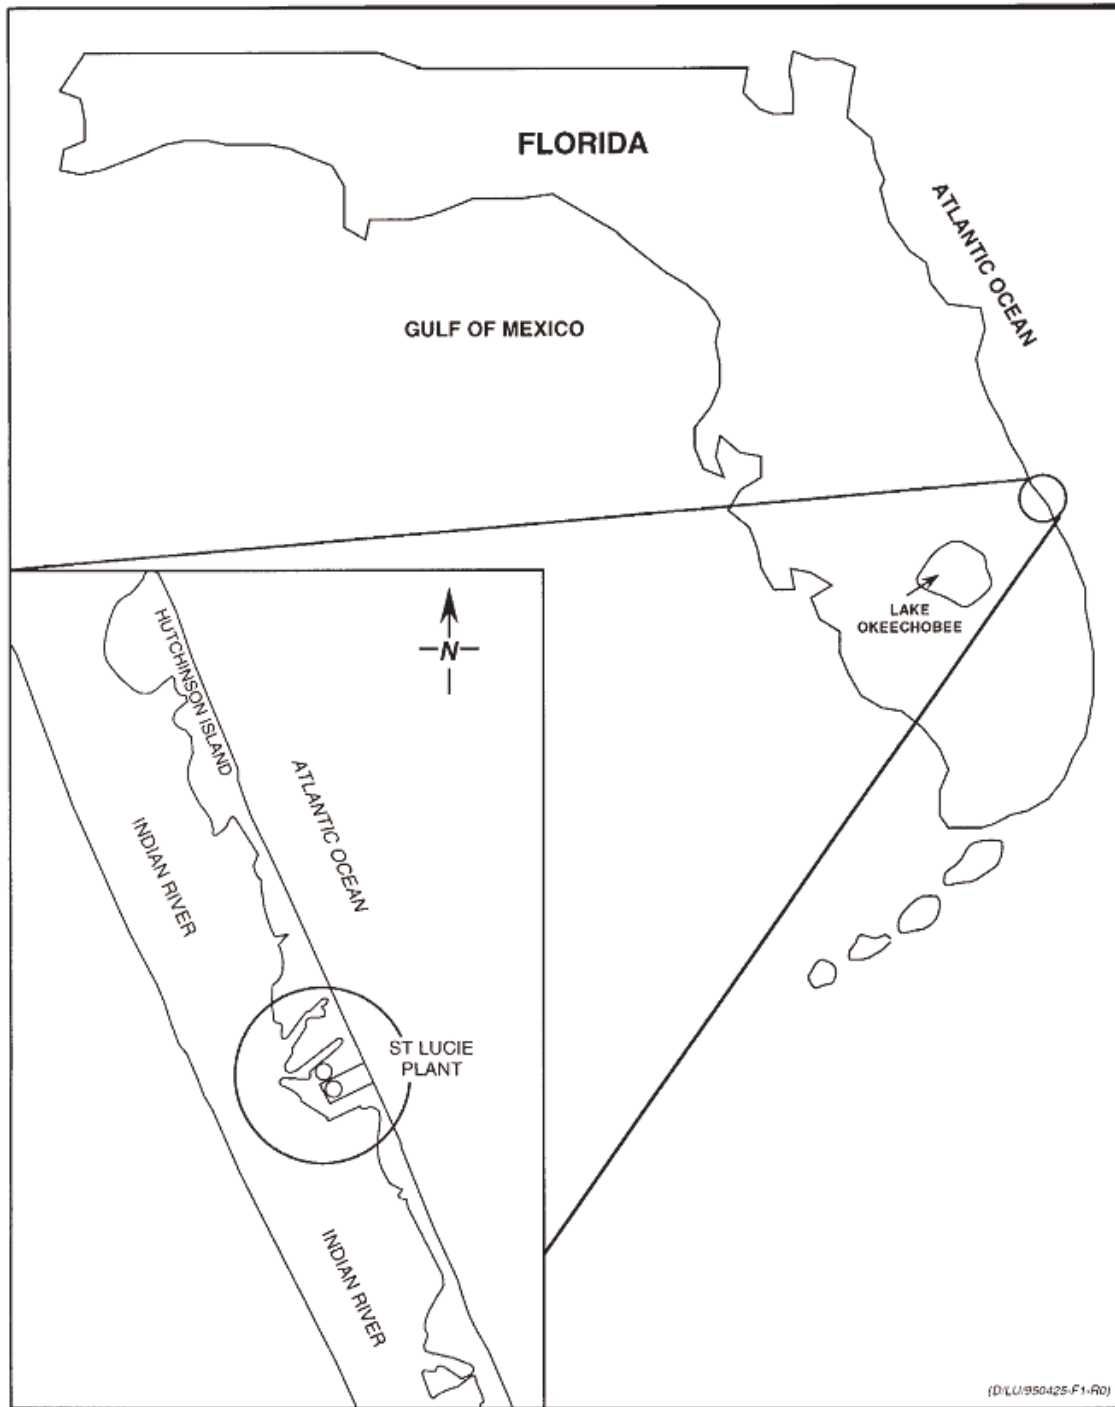 FLORIDA
ATLANTIC OCEAN
GULF OF MEXICO
LAKE
OKEECHOBEE
N
HUTCHINSON ISLAND
ATLANTIC OCEAN
INDIAN RIVER
ST LUCIE
PLANT
INDIAN RIVER
(D/LU/950425-F1-R0)